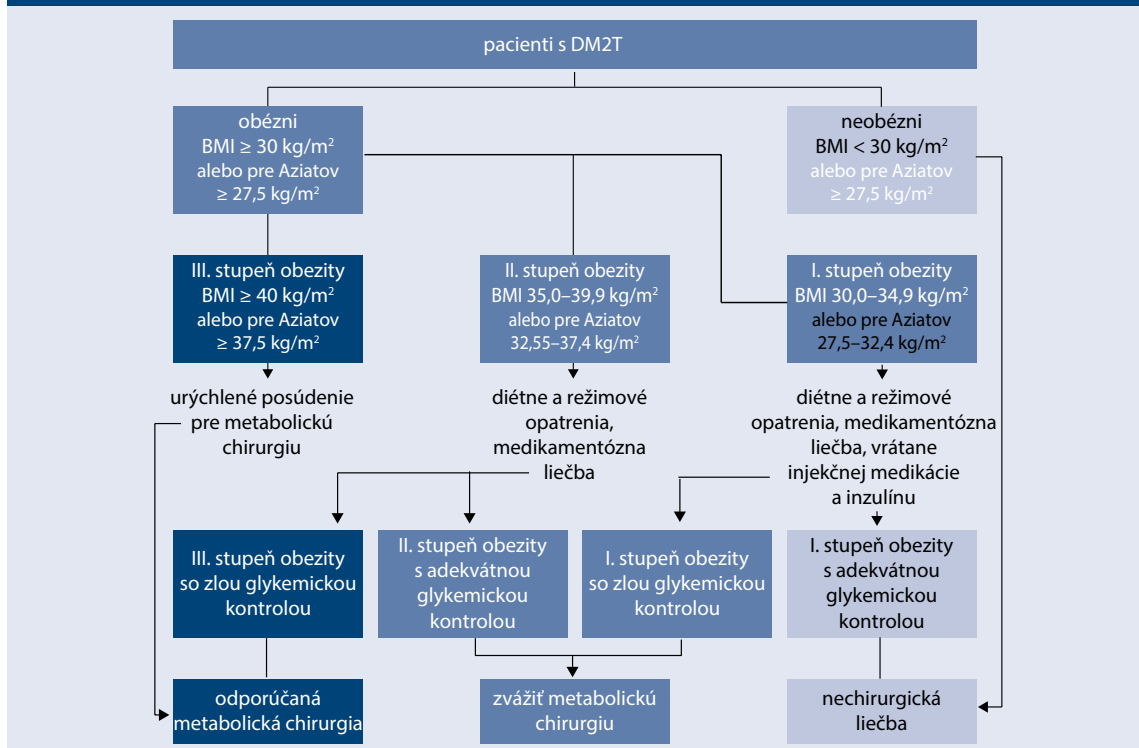 pacienti s DM2T
obézni
BMI ≥ 30 kg/m²
alebo pre Aziatov
≥ 27,5 kg/m²
neobézni
BMI < 30 kg/m²
alebo pre Aziatov
≥ 27,5 kg/m²
III. stupeň obezity
BMI ≥ 40 kg/m²
alebo pre Aziatov
≥ 37,5 kg/m²
II. stupeň obezity
BMI 35,0–39,9 kg/m²
alebo pre Aziatov
32,55–37,4 kg/m²
I. stupeň obezity
BMI 30,0–34,9 kg/m²
alebo pre Aziatov
27,5–32,4 kg/m²
urýchlené posúdenie
pre metabolickú
chirurgiu
diétne a režimové
opatrenia,
medikamentózna
liečba
diétne a režimové
opatrenia, medikamentózna
liečba, vrátane
injekčnej medikácie
a inzulínu
III. stupeň obezity
so zlou glykemickou
kontrolou
II. stupeň obezity
s adekvátnou
glykemickou
kontrolou
I. stupeň obezity
so zlou glykemickou
kontrolou
I. stupeň obezity
s adekvátnou
glykemickou
kontrolou
odporúčaná
metabolická chirurgia
zvážiť metabolickú
chirurgiu
nechirurgická
liečba